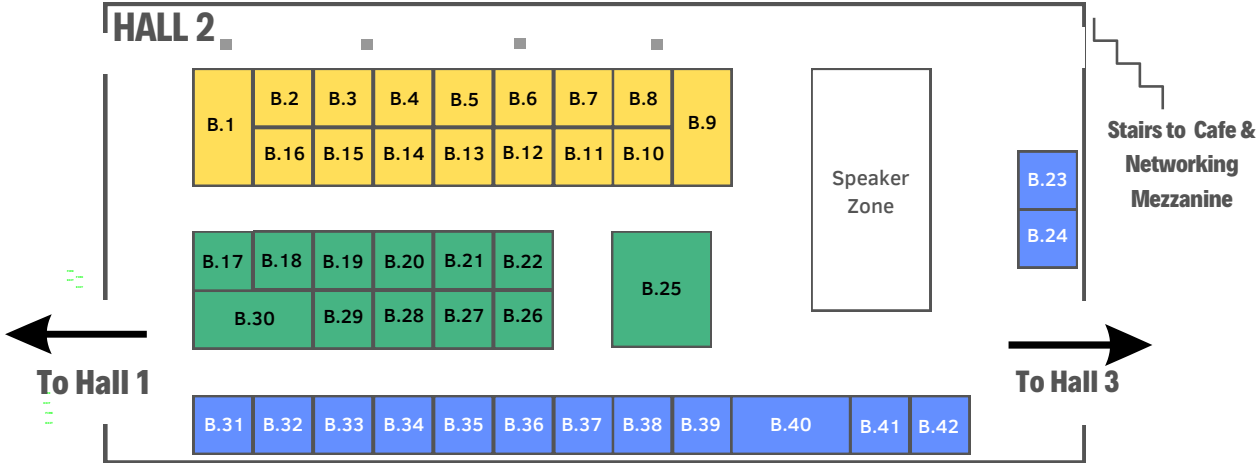 HALL 2
B.1
B.2
B.3
B.4
B.5
B.6
B.7
B.8
B.9
B.16
B.15
B.14
B.13
B.12
B.11
B.10
Speaker
Zone
Stairs to Cafe &
Networking
Mezzanine
B.23
B.24
B.17
B.18
B.19
B.20
B.21
B.22
B.25
B.30
B.29
B.28
B.27
B.26
To Hall 1
To Hall 3
B.31
B.32
B.33
B.34
B.35
B.36
B.37
B.38
B.39
B.40
B.41
B.42